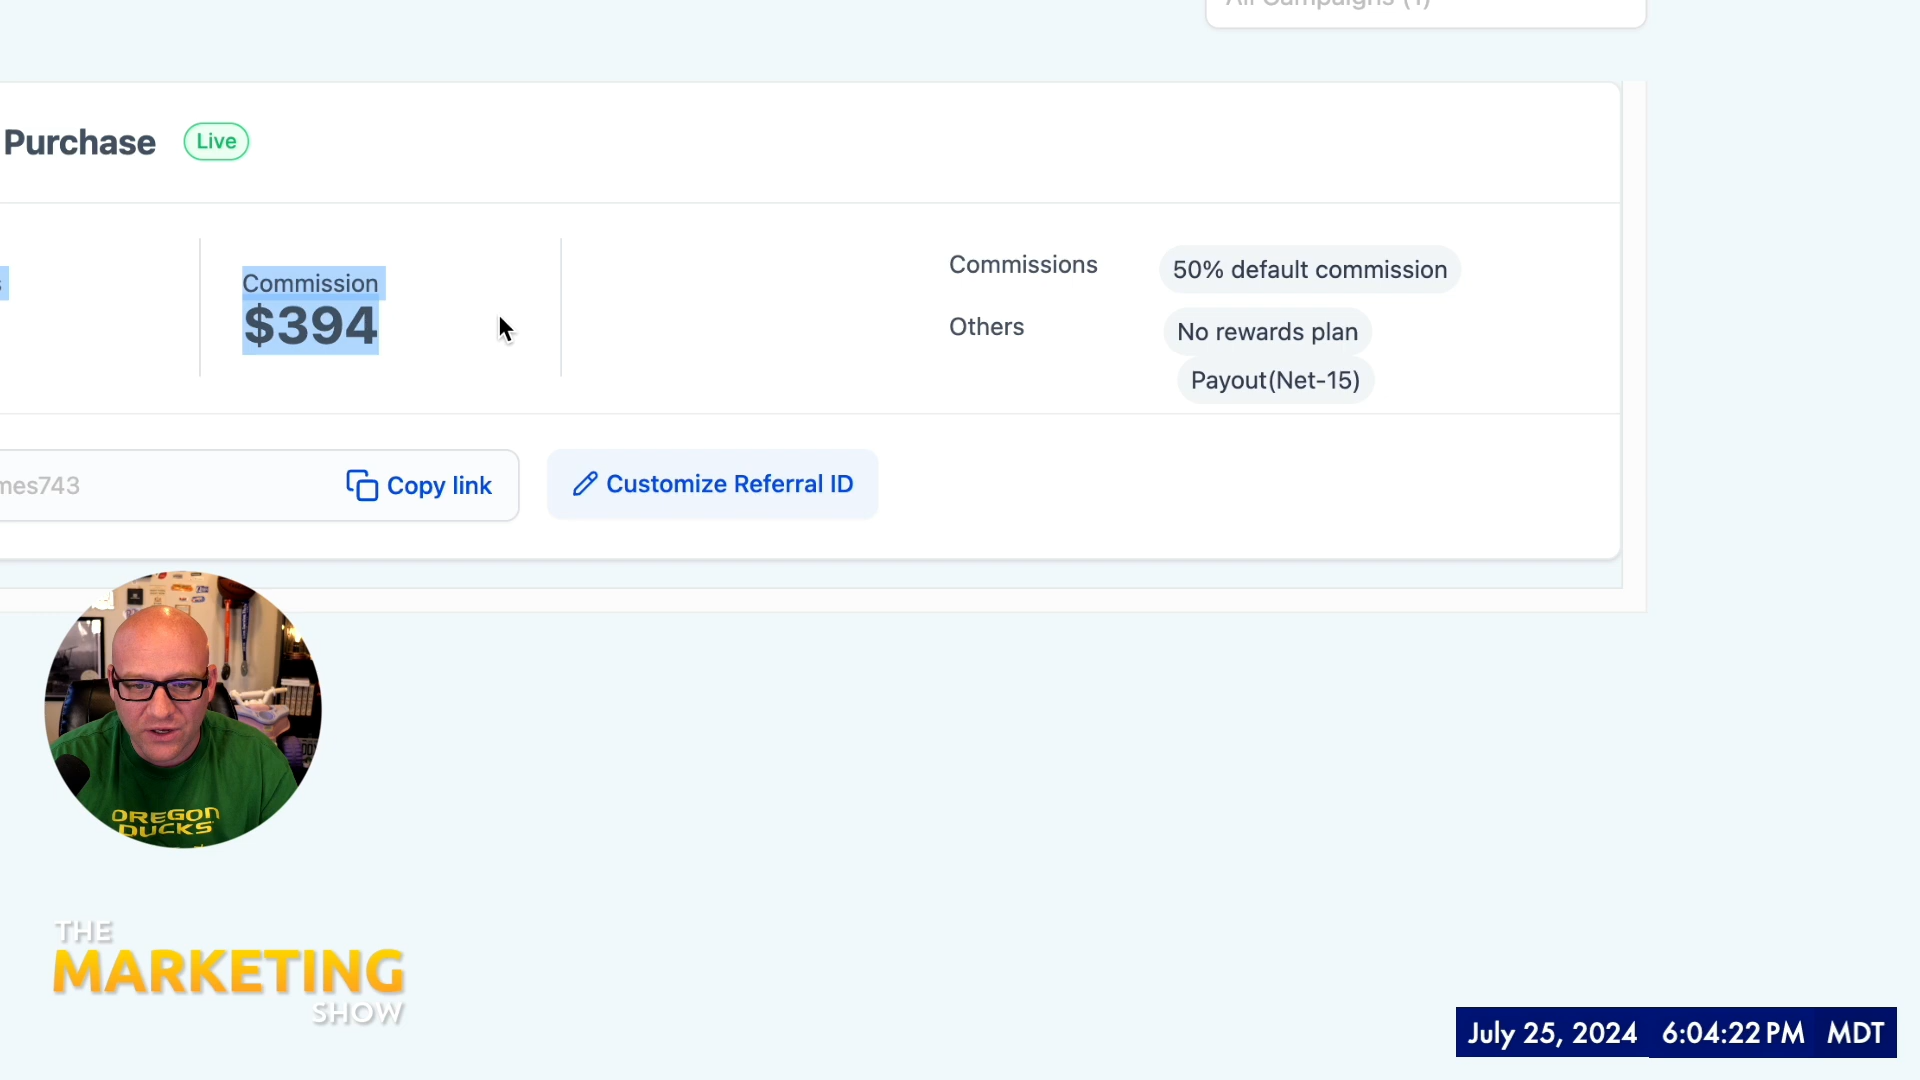 Purchase
Live
Commission
$394
Commissions
50% default commission
Others
No rewards plan
Payout(Net-15)
mes743
Copy link
Customize Referral ID
OREGON
DUCKS
THE
MARKETING
SHOW
July 25, 2024 6:04:22 PM MDT